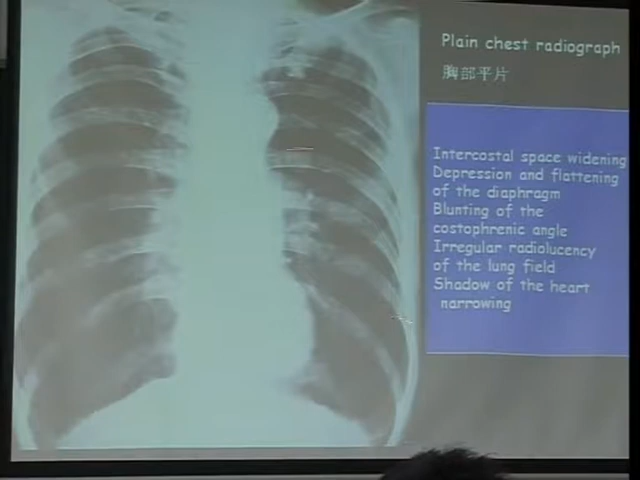 Plain chest radiograph
胸部平片
Intercostal space widening
Depression and flattening
of the diaphragm
Blunting of the
costophrenic angle
Irregular radiolucency
of the lung field
Shadow of the heart
narrowing